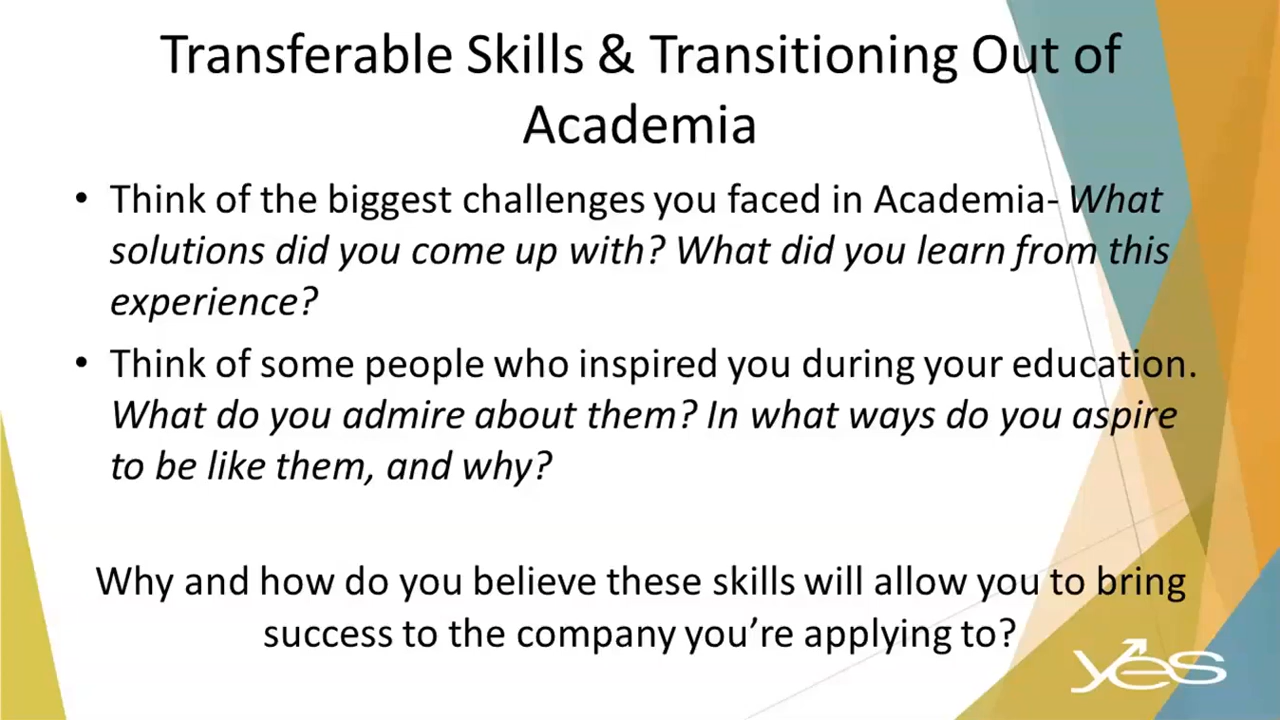 Transferable Skills & Transitioning Out of
Academia
• Think of the biggest challenges you faced in Academia- What
solutions did you come up with? What did you learn from this
experience?
• Think of some people who inspired you during your education.
What do you admire about them? In what ways do you aspire
to be like them, and why?
Why and how do you believe these skills will allow you to bring
success to the company you’re applying to?
yes